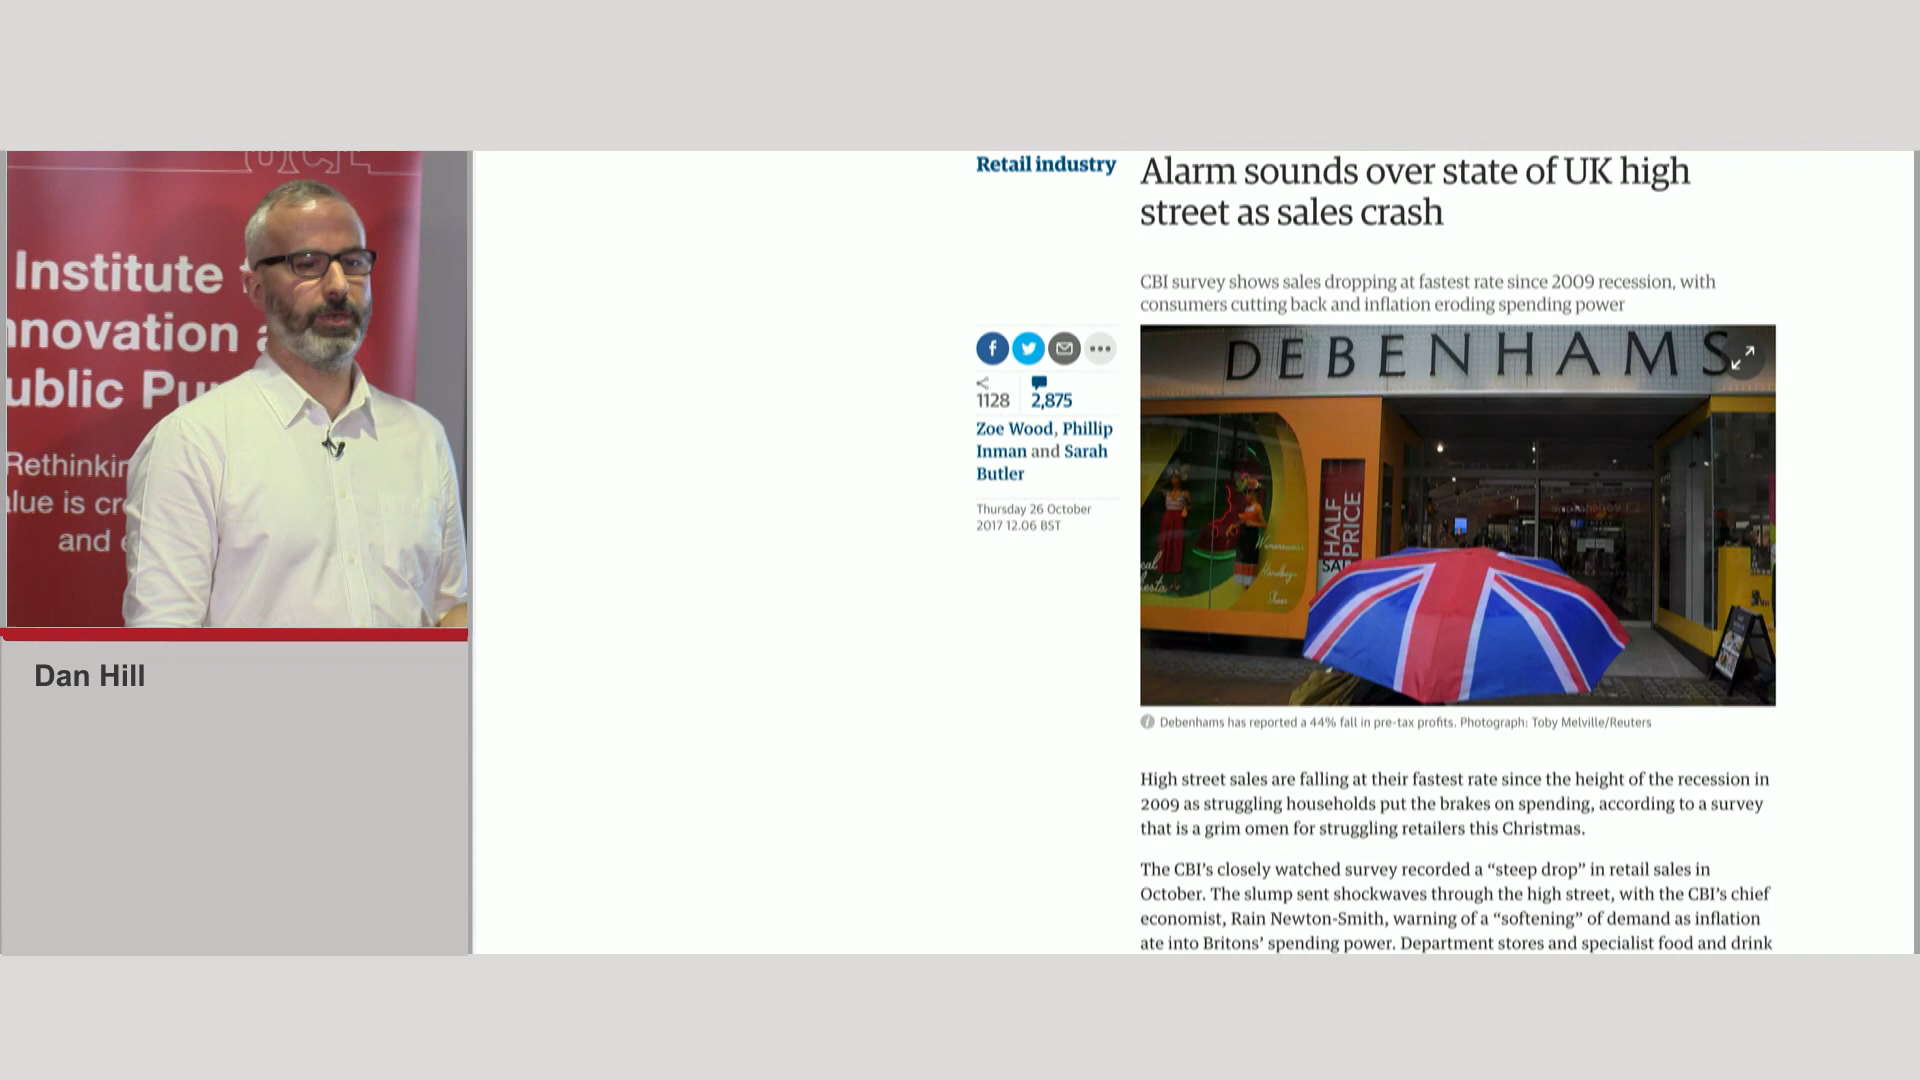 UCL
Institute
nnovation a
ublic Pu
Rethinkin
alue is cre
and
Dan Hill
Retail industry
Alarm sounds over state of UK high
street as sales crash
CBI survey shows sales dropping at fastest rate since 2009 recession, with
consumers cutting back and inflation eroding spending power
1128
2,875
Zoe Wood, Phillip
Inman and Sarah
Butler
Thursday 26 October
2017 12.06 BST
DEBENHAMS
HALF
PRICE
SAL
Womenswear
Handbags
Shoes
Debenhams has reported a 44% fall in pre-tax profits. Photograph: Toby Melville/Reuters
High street sales are falling at their fastest rate since the height of the recession in
2009 as struggling households put the brakes on spending, according to a survey
that is a grim omen for struggling retailers this Christmas.
The CBI’s closely watched survey recorded a “steep drop” in retail sales in
October. The slump sent shockwaves through the high street, with the CBI’s chief
economist, Rain Newton-Smith, warning of a “softening” of demand as inflation
ate into Britons’ spending power. Department stores and specialist food and drink